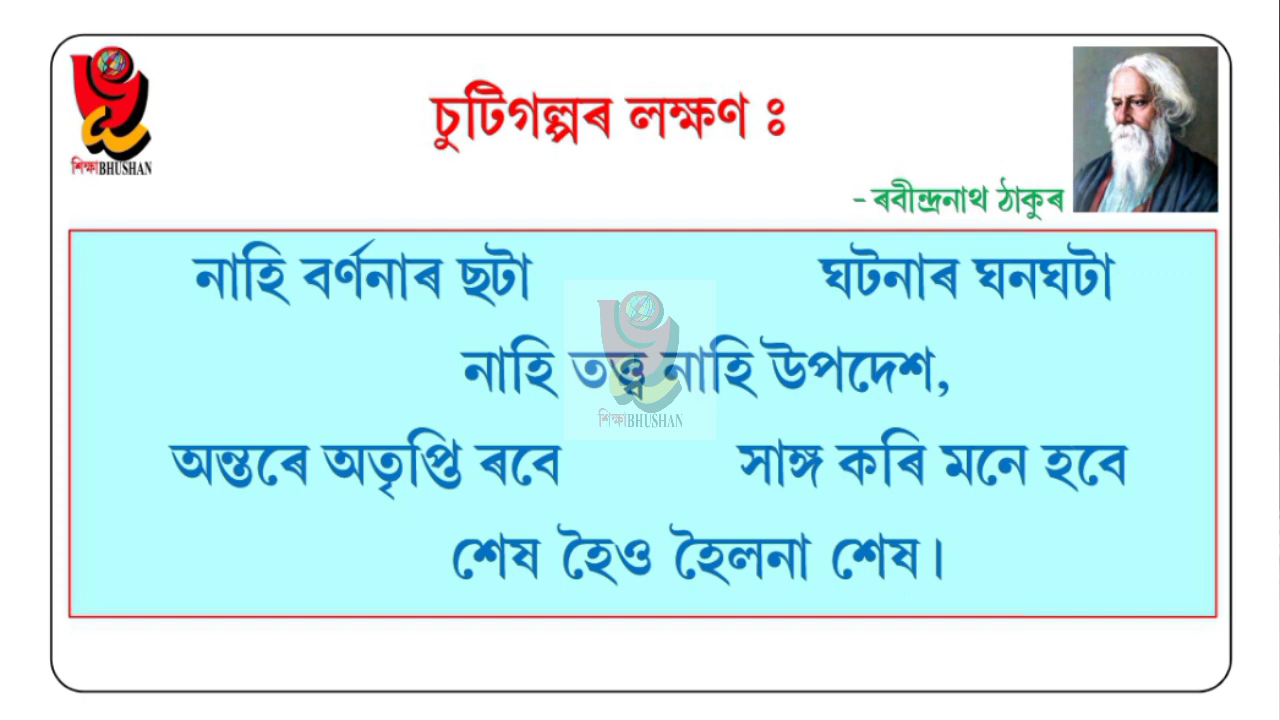 চুটিগল্পৰ লক্ষণ ঃ
শিক্ষাBHUSHAN
- ৰবীন্দ্ৰনাথ ঠাকুৰ
নাহি বৰ্ণনাৰ ছটা ঘটনাৰ ঘনঘটা
নাহি তত্ত্ব নাহি উপদেশ,
শিক্ষাBHUSHAN
অন্তৰে অতৃপ্তি ৰবে সাঙ্গ কৰি মনে হবে
শেষ হৈও হৈলনা শেষ।